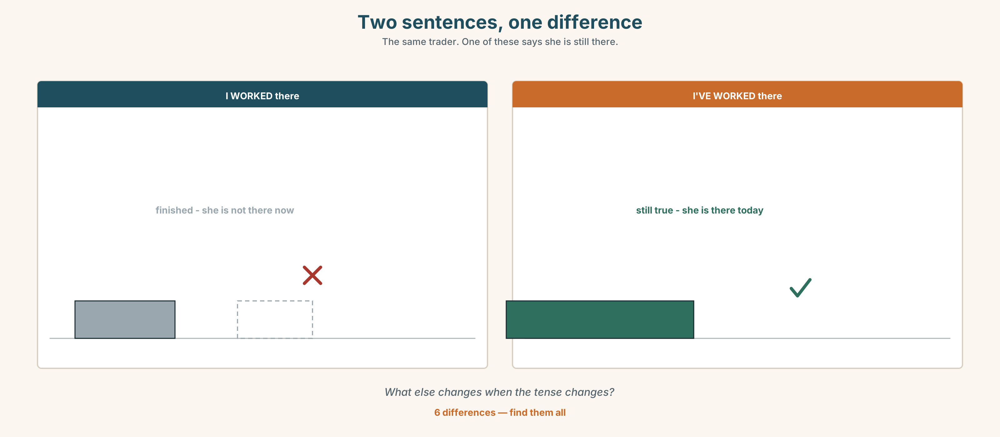 Two sentences, one difference
The same trader. One of these says she is still there.
I WORKED there
I'VE WORKED there
finished - she is not there now
still true - she is there today
What else changes when the tense changes?
6 differences — find them all